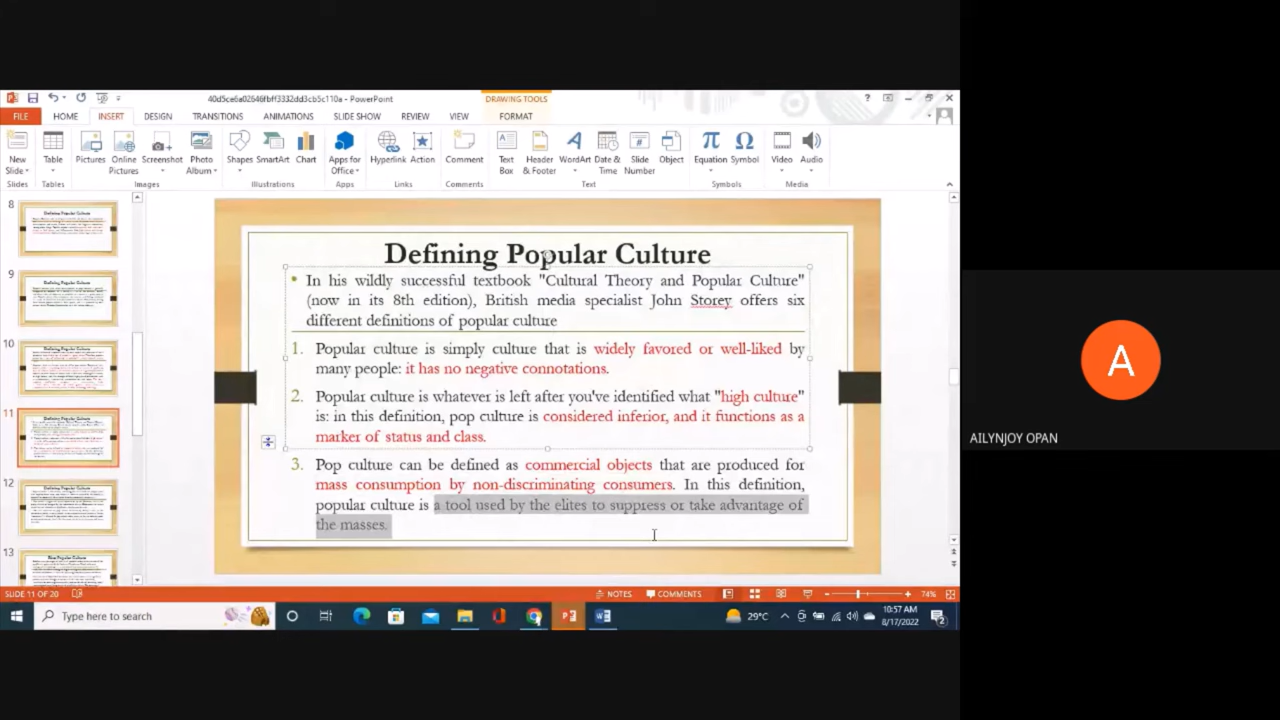 40d5ce6a02646fbff3332dd3cb5c110a - PowerPoint
DRAWING TOOLS
FILE HOME INSERT DESIGN TRANSITIONS ANIMATIONS SLIDE SHOW REVIEW VIEW FORMAT
New Slide
Table
Pictures
Online Pictures
Screenshot
Photo Album
Shapes
SmartArt
Chart
Apps for Office
Hyperlink
Action
Comment
Text Box
Header & Footer
WordArt
Date & Time
Slide Number
Object
Equation
Symbol
Video
Audio
Slides Tables Images Illustrations Apps Links Comments Text Symbols Media
8
9
10
11
12
13
Defining Popular Culture
• In his wildly successful textbook "Cultural Theory and Popular Culture"
(now in its 8th edition), British media specialist John Storey offers six
different definitions of popular culture
1. Popular culture is simply culture that is widely favored or well-liked by
many people: it has no negative connotations.
2. Popular culture is whatever is left after you've identified what "high culture"
is: in this definition, pop culture is considered inferior, and it functions as a
marker of status and class.
3. Pop culture can be defined as commercial objects that are produced for
mass consumption by non-discriminating consumers. In this definition,
popular culture is a tool used by the elites to suppress or take advantage of
the masses.
A
AILYNJOY OPAN
SLIDE 11 OF 20
NOTES COMMENTS 74%
Type here to search
29°C
10:57 AM
8/17/2022
2